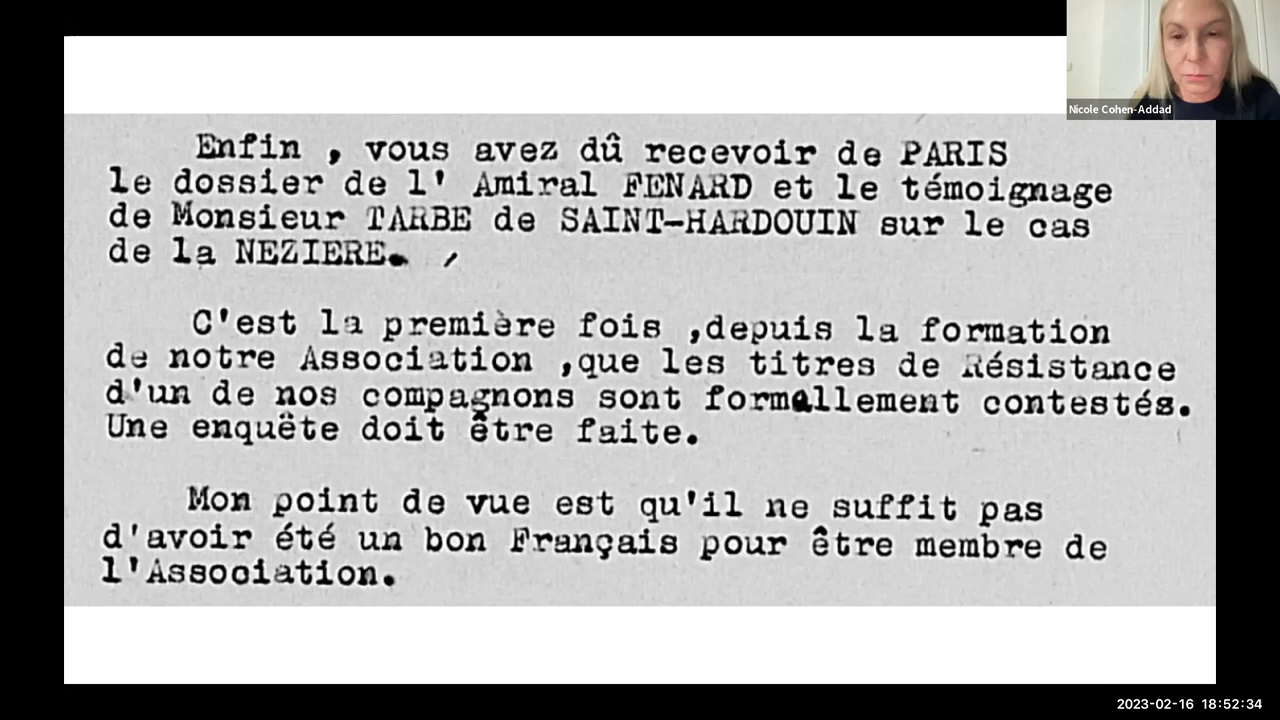 Nicole Cohen-Addad
Enfin , vous avez dû recevoir de PARIS
le dossier de l' Amiral FENARD et le témoignage
de Monsieur TARBE de SAINT-HARDOUIN sur le cas
de la NEZIERE.
C'est la première fois ,depuis la formation
de notre Association ,que les titres de Résistance
d'un de nos compagnons sont formallement contestés.
Une enquête doit être faite.
Mon point de vue est qu'il ne suffit pas
d'avoir été un bon Français pour être membre de
l'Association.
2023-02-16 18:52:34